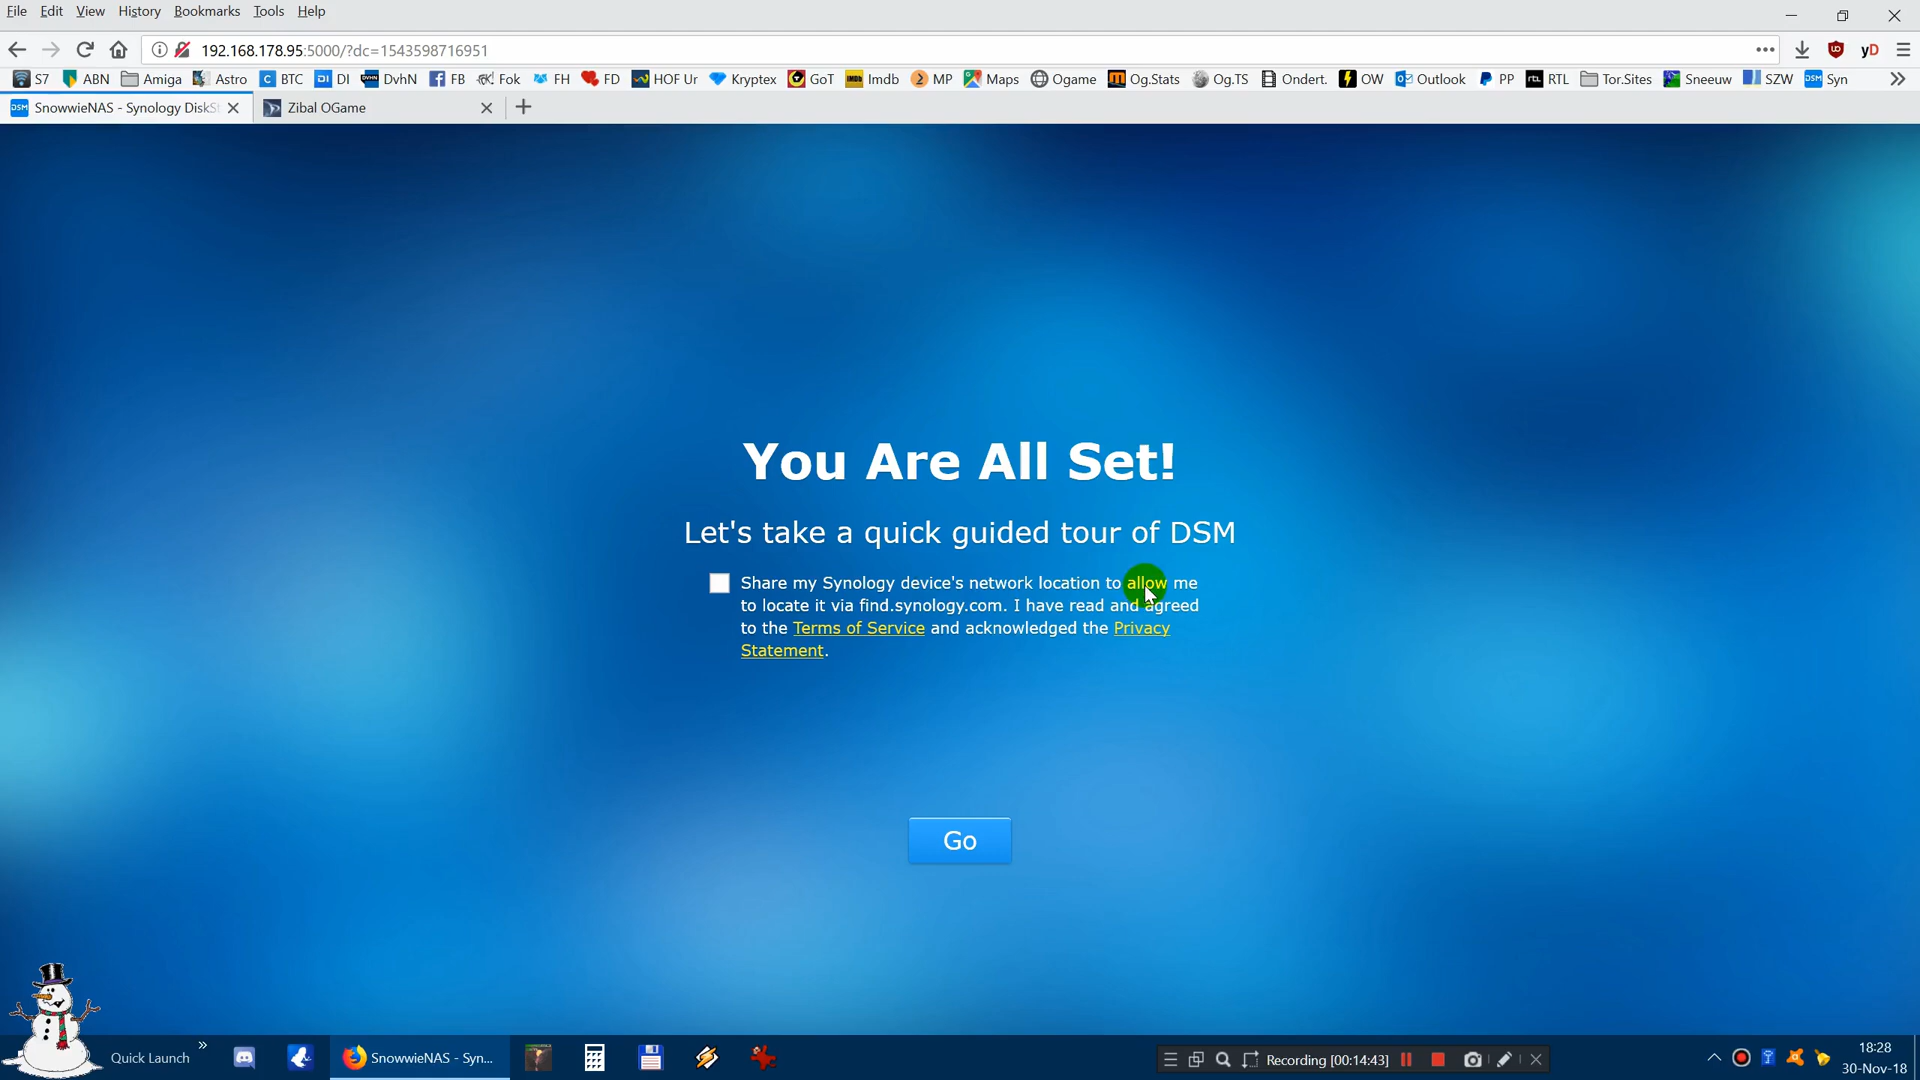 File Edit View History Bookmarks Tools Help
192.168.178.95:5000/?dc=1543598716951
S7 ABN Amiga Astro BTC DI DvhN FB Fok FH FD HOF Ur Kryptex GoT Imdb MP Maps Ogame Og.Stats Og.TS Ondert. OW Outlook PP RTL Tor.Sites Sneeuw SZW Syn
SnowwieNAS - Synology DiskSt Zibal OGame
You Are All Set!
Let's take a quick guided tour of DSM
Share my Synology device's network location to allow me
to locate it via find.synology.com. I have read and agreed
to the Terms of Service and acknowledged the Privacy
Statement.
Go
Quick Launch SnowwieNAS - Syn... Recording [00:14:43] 18:28
30-Nov-18